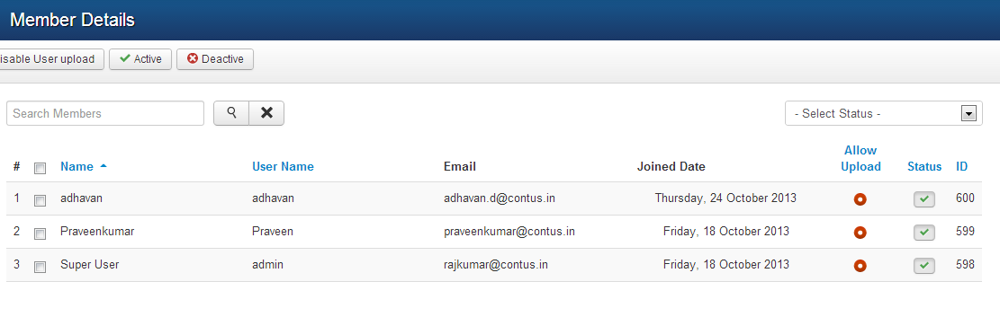 Member Details
isable User upload Active Deactive
Search Members - Select Status -
# Name User Name Email Joined Date Allow Upload Status ID
1 adhavan adhavan adhavan.d@contus.in Thursday, 24 October 2013 600
2 Praveenkumar Praveen praveenkumar@contus.in Friday, 18 October 2013 599
3 Super User admin rajkumar@contus.in Friday, 18 October 2013 598